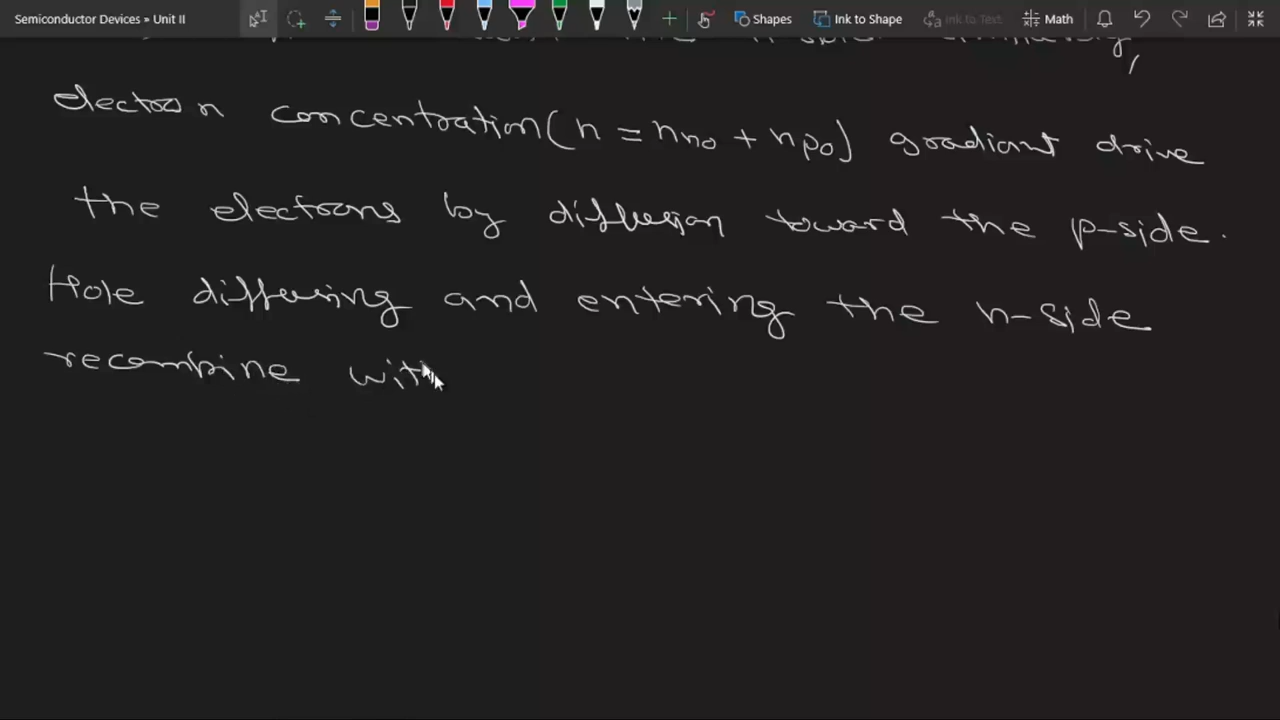 Semiconductor Devices » Unit II
Shapes Ink to Shape Ink to Text Math
electron concentration (n = nno + npo) gradiant drive
the electrons by diffusion toward the p-side.
Hole diffusing and entering the n-side
recombine with